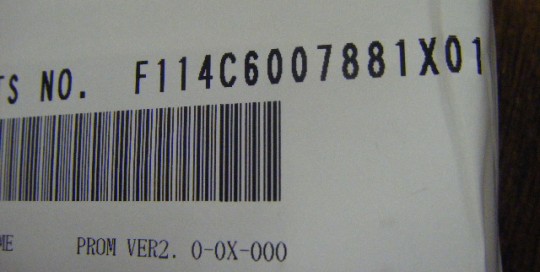 TS NO. F114C6007881X01
ME PROM VER2. 0-0X-000